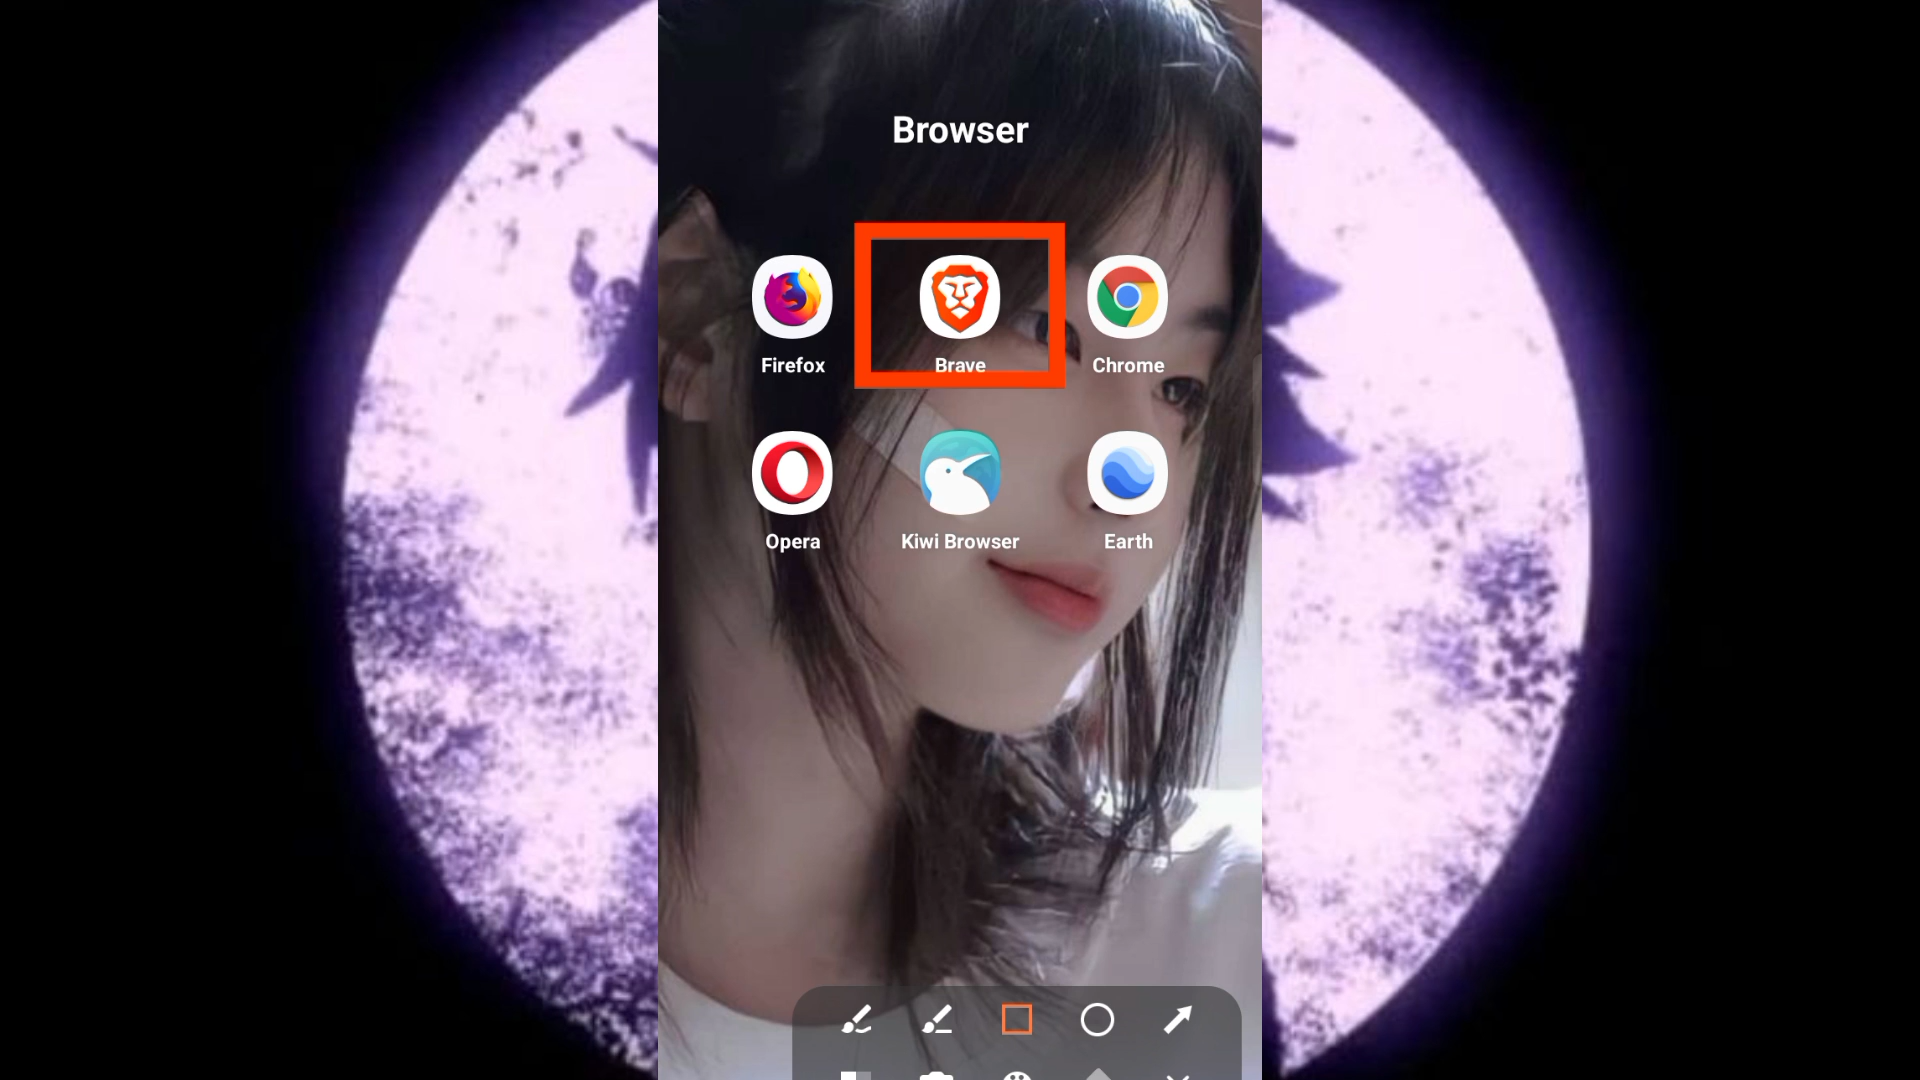 Browser
Firefox
Brave
Chrome
Opera
Kiwi Browser
Earth